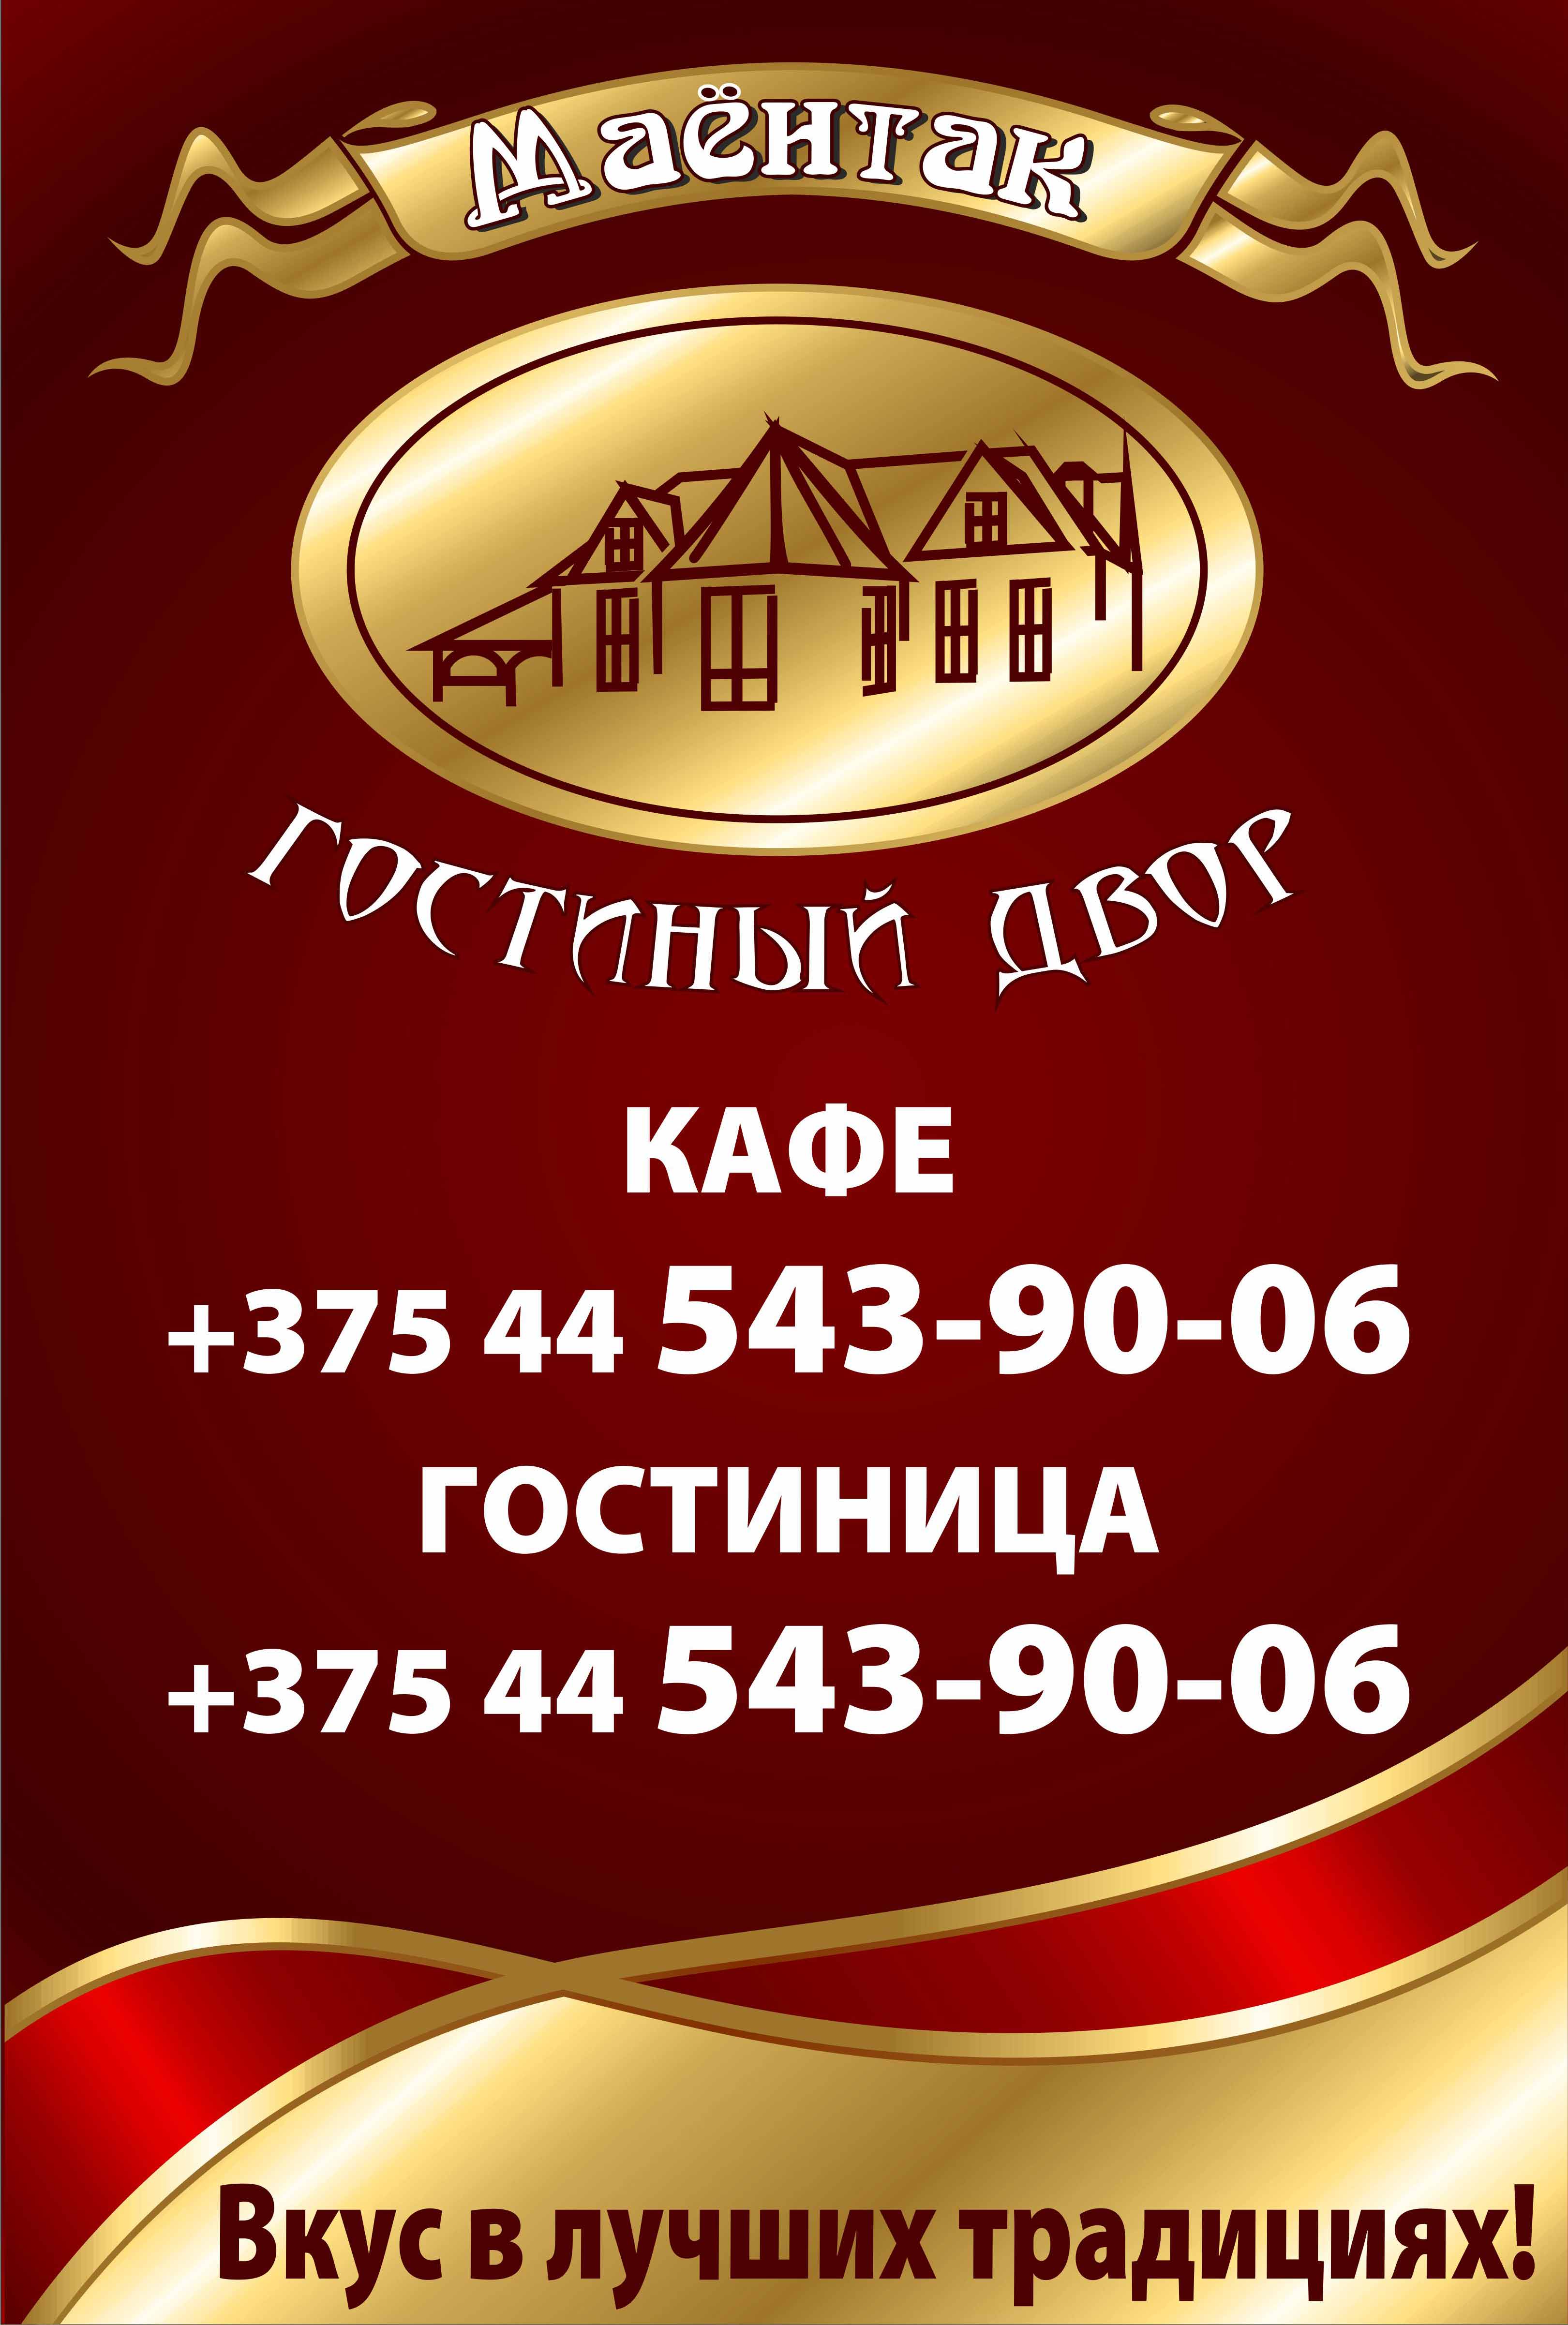 Маёнтак
ГОСТИНЫЙ ДВОР
КАФЕ
+375 44 543-90-06
ГОСТИНИЦА
+375 44 543-90-06
Вкус в лучших традициях!